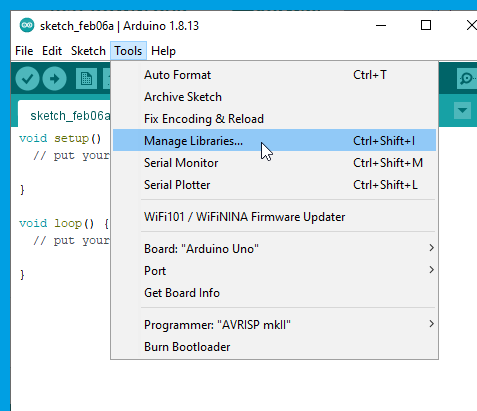 sketch_feb06a | Arduino 1.8.13
File Edit Sketch Tools Help
sketch_feb06a
void setup()
// put your
}
void loop() {
// put your
}
Auto Format Ctrl+T
Archive Sketch
Fix Encoding & Reload
Manage Libraries... Ctrl+Shift+I
Serial Monitor Ctrl+Shift+M
Serial Plotter Ctrl+Shift+L
WiFi101 / WiFiNINA Firmware Updater
Board: "Arduino Uno"
Port
Get Board Info
Programmer: "AVRISP mkII"
Burn Bootloader